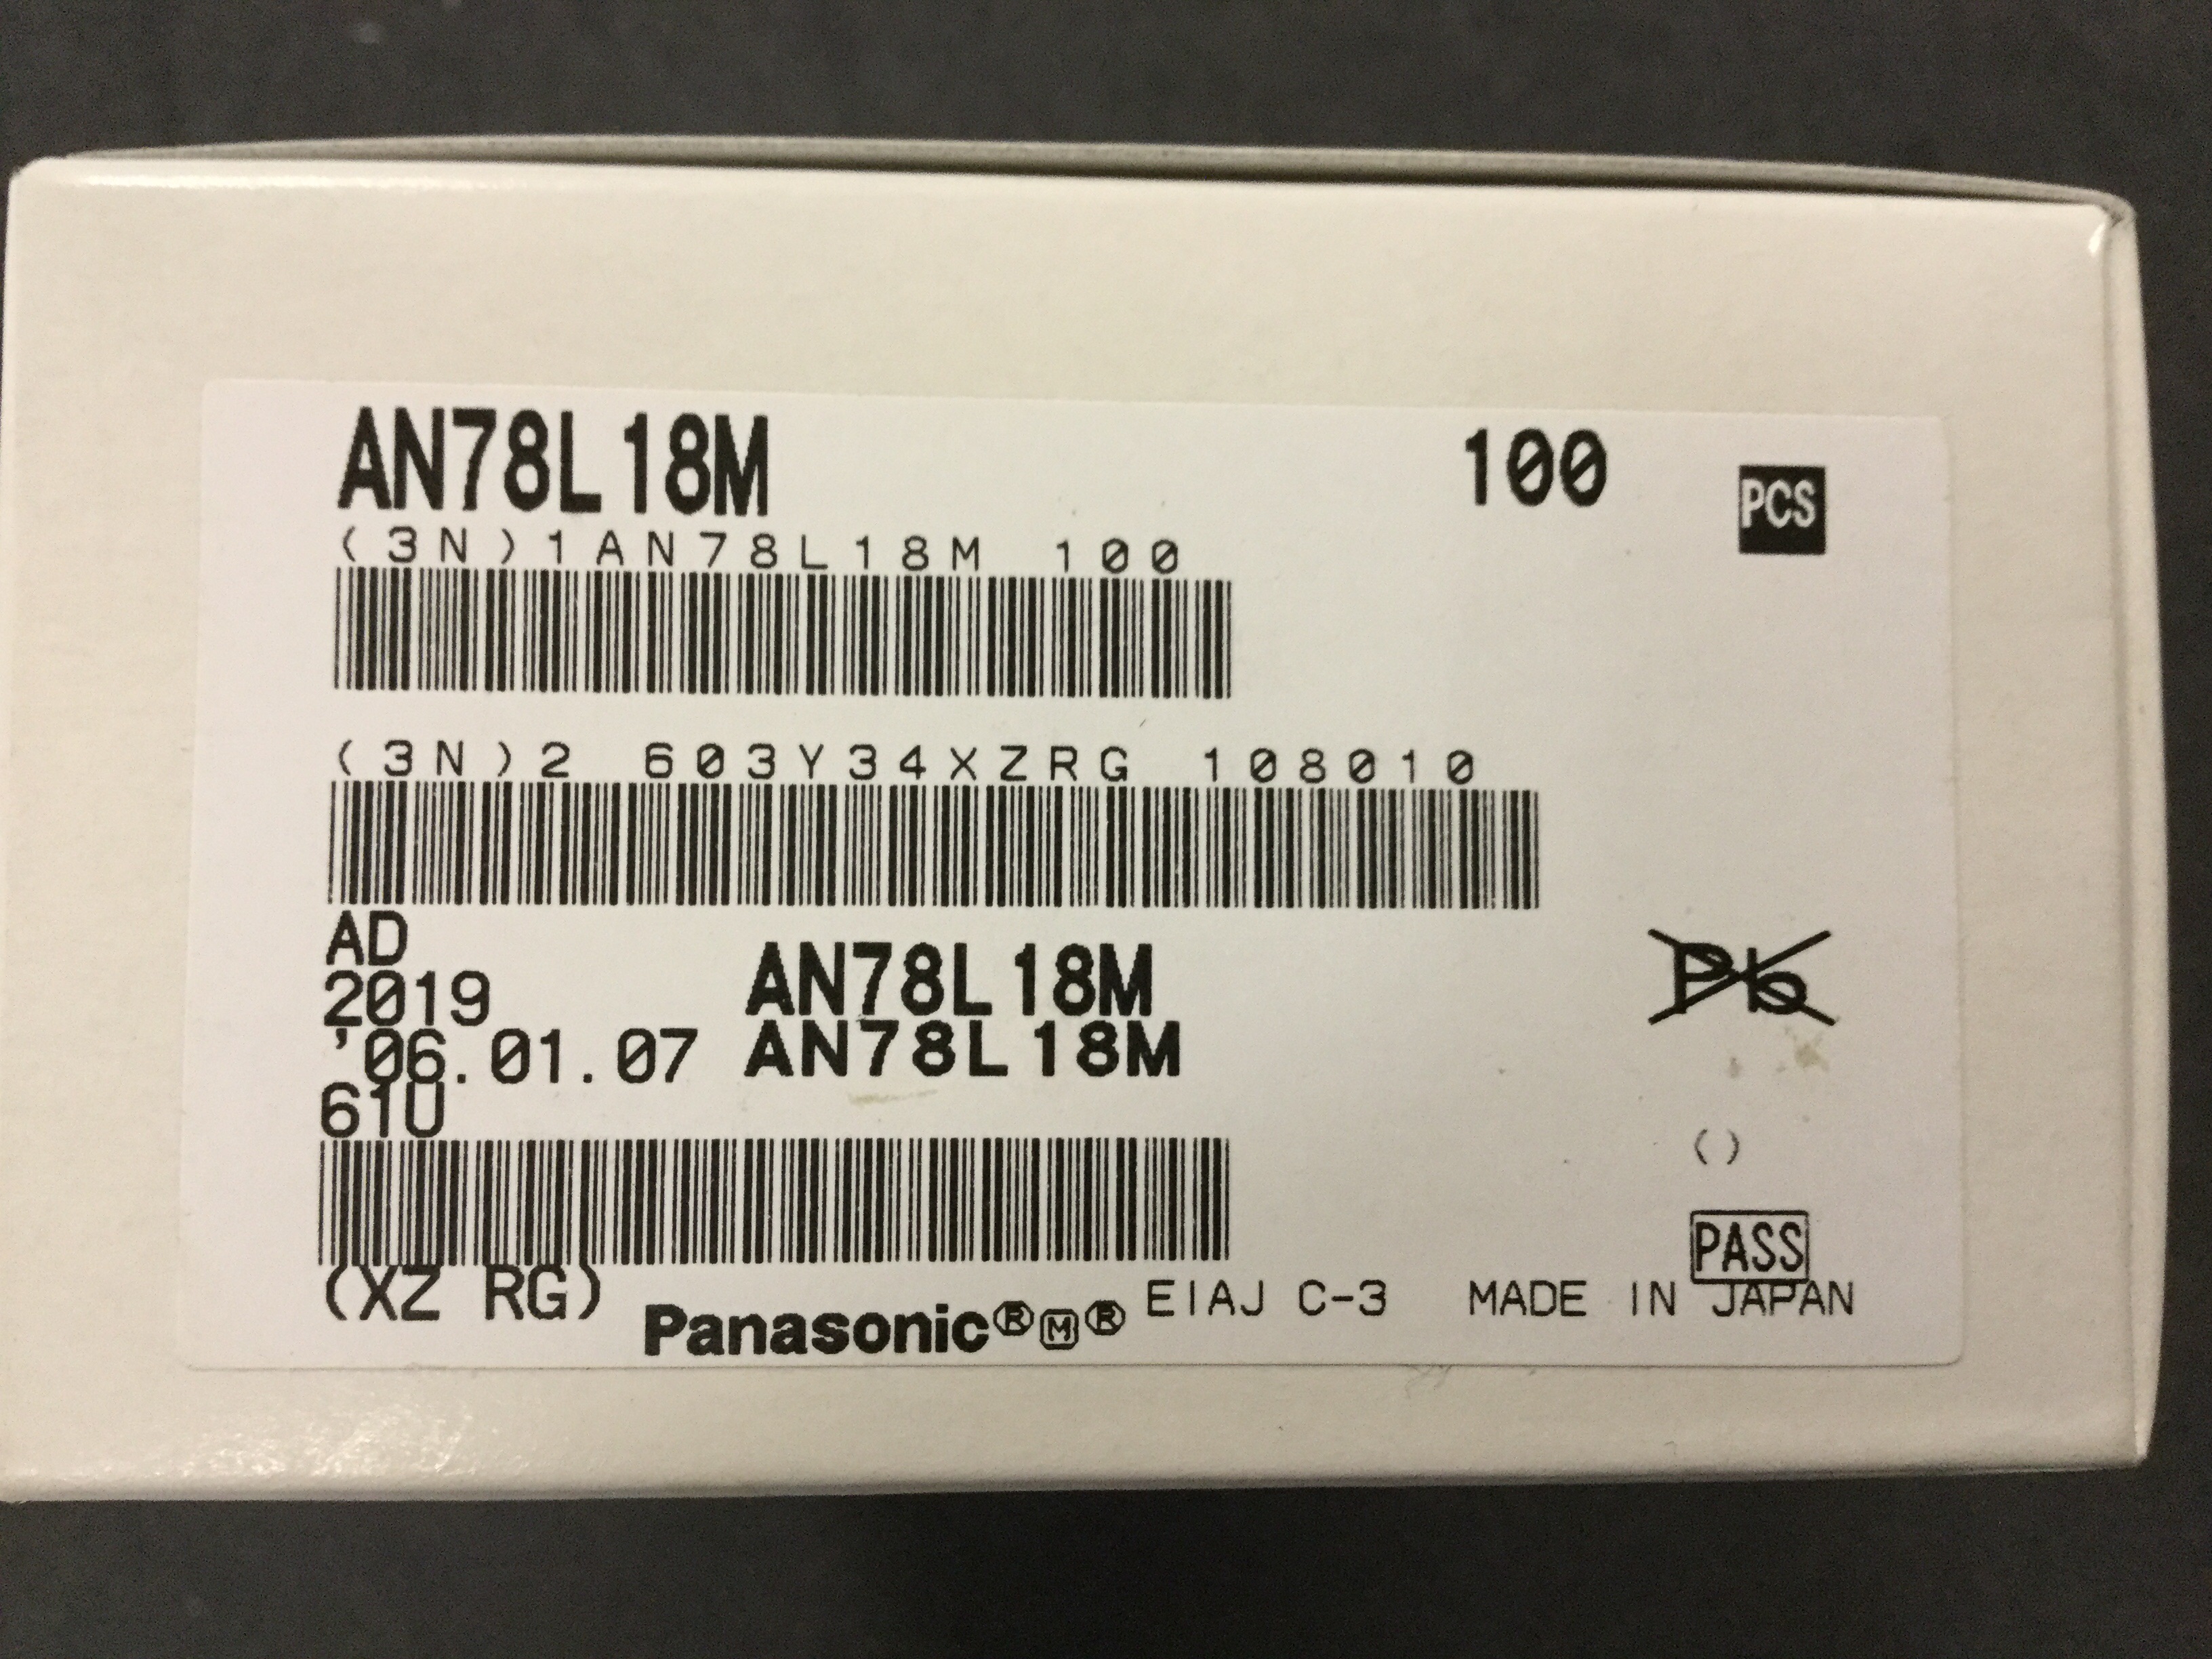 AN78L18M 100 PCS
(3N)1AN78L18M 100
(3N)2 603Y34XZRG 108010
AD
2019 AN78L18M
'06.01.07 AN78L18M
Pb
61U
()
PASS
(XZ RG) Panasonic®M® EIAJ C-3 MADE IN JAPAN